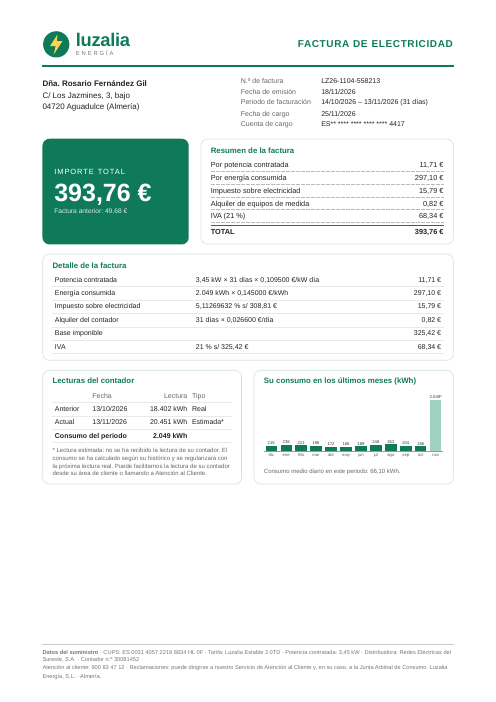 luzalia
ENERGÍA
FACTURA DE ELECTRICIDAD
Dña. Rosario Fernández Gil
C/ Los Jazmines, 3, bajo
04720 Aguadulce (Almería)
N.º de factura LZ26-1104-558213
Fecha de emisión 18/11/2026
Periodo de facturación 14/10/2026 – 13/11/2026 (31 días)
Fecha de cargo 25/11/2026
Cuenta de cargo ES** **** **** **** **** 4417
IMPORTE TOTAL
393,76 €
Factura anterior: 49,68 €
Resumen de la factura
Por potencia contratada 11,71 €
Por energía consumida 297,10 €
Impuesto sobre electricidad 15,79 €
Alquiler de equipos de medida 0,82 €
IVA (21 %) 68,34 €
TOTAL 393,76 €
Detalle de la factura
Potencia contratada 3,45 kW × 31 días × 0,109500 €/kW día 11,71 €
Energía consumida 2.049 kWh × 0,145000 €/kWh 297,10 €
Impuesto sobre electricidad 5,11269632 % s/ 308,81 € 15,79 €
Alquiler del contador 31 días × 0,026600 €/día 0,82 €
Base imponible 325,42 €
IVA 21 % s/ 325,42 € 68,34 €
Lecturas del contador
Fecha Lectura Tipo
Anterior 13/10/2026 18.402 kWh Real
Actual 13/11/2026 20.451 kWh Estimada*
Consumo del periodo 2.049 kWh
* Lectura estimada: no se ha recibido la lectura de su contador. El
consumo se ha calculado según su histórico y se regularizará con
la próxima lectura real. Puede facilitarnos la lectura de su contador
desde su área de cliente o llamando a Atención al Cliente.
Su consumo en los últimos meses (kWh)
dic ene feb mar abr may jun jul ago sep oct nov
Consumo medio diario en este periodo: 66,10 kWh.
Datos del suministro · CUPS: ES 0031 4057 2219 8834 HL 0F · Tarifa: Luzalia Estable 2.0TD · Potencia contratada: 3,45 kW · Distribuidora: Redes Eléctricas del
Sureste, S.A. · Contador n.º 30081452
Atención al cliente: 900 83 47 12 · Reclamaciones: puede dirigirse a nuestro Servicio de Atención al Cliente y, en su caso, a la Junta Arbitral de Consumo. Luzalia
Energía, S.L. · Almería.